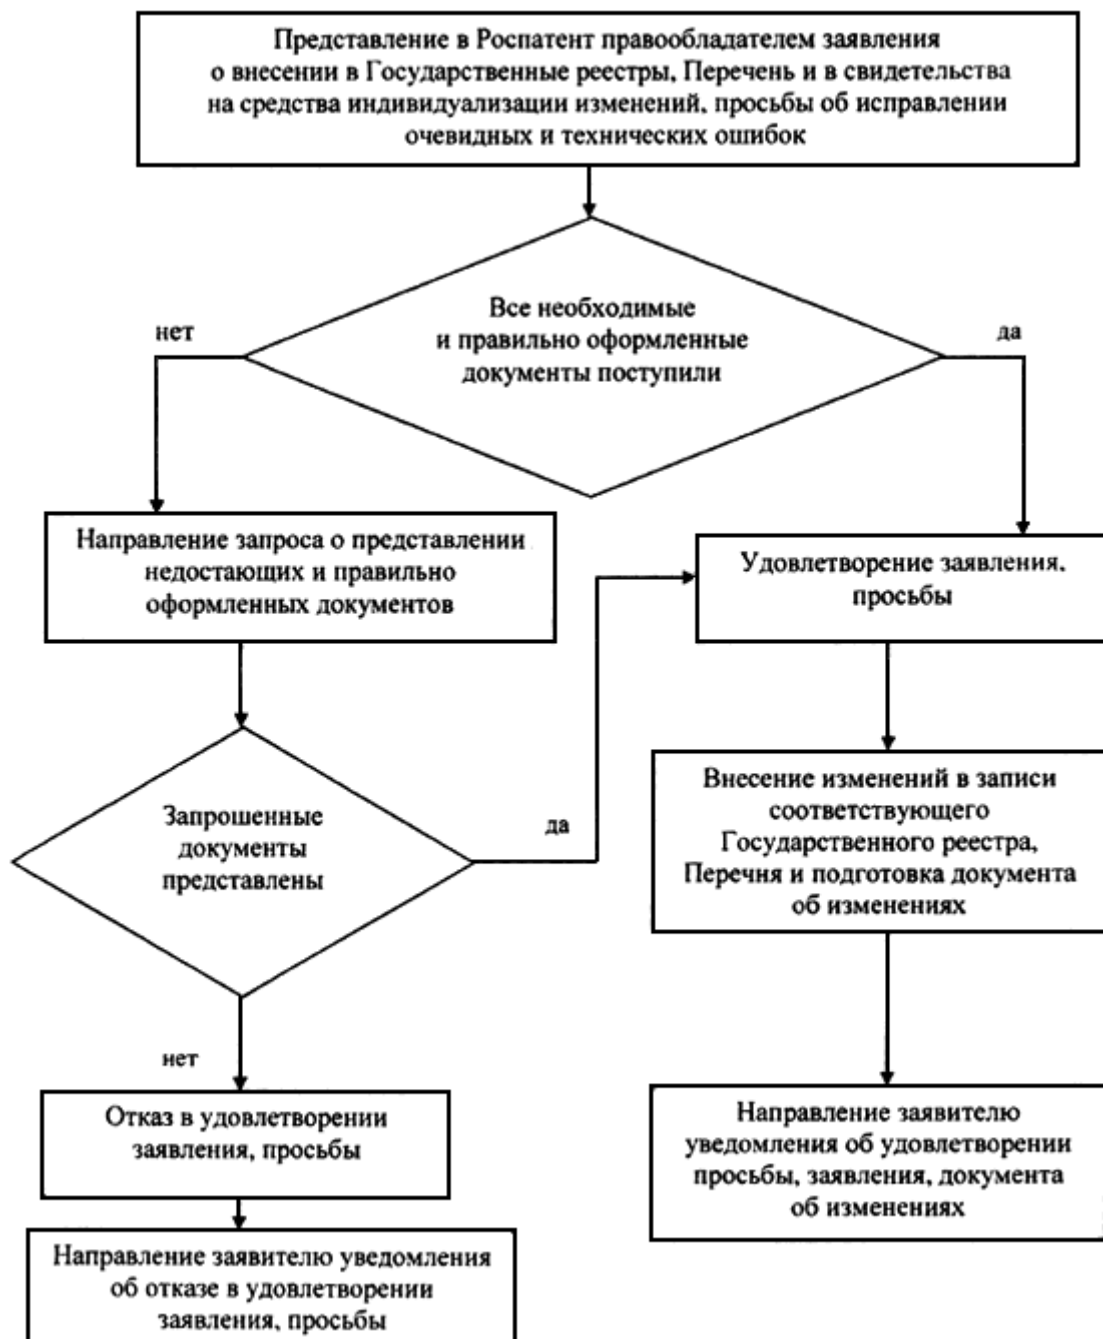 Представление в Роспатент правообладателем заявления
о внесении в Государственные реестры, Перечень и в свидетельства
на средства индивидуализации изменений, просьбы об исправлении
очевидных и технических ошибок
Все необходимые
и правильно оформленные
документы поступили
нет
да
Направление запроса о представлении
недостающих и правильно
оформленных документов
Удовлетворение заявления,
просьбы
Запрошенные
документы
представлены
да
Внесение изменений в записи
соответствующего
Государственного реестра,
Перечня и подготовка документа
об изменениях
нет
Отказ в удовлетворении
заявления, просьбы
Направление заявителю
уведомления об удовлетворении
просьбы, заявления, документа
об изменениях
Направление заявителю уведомления
об отказе в удовлетворении
заявления, просьбы